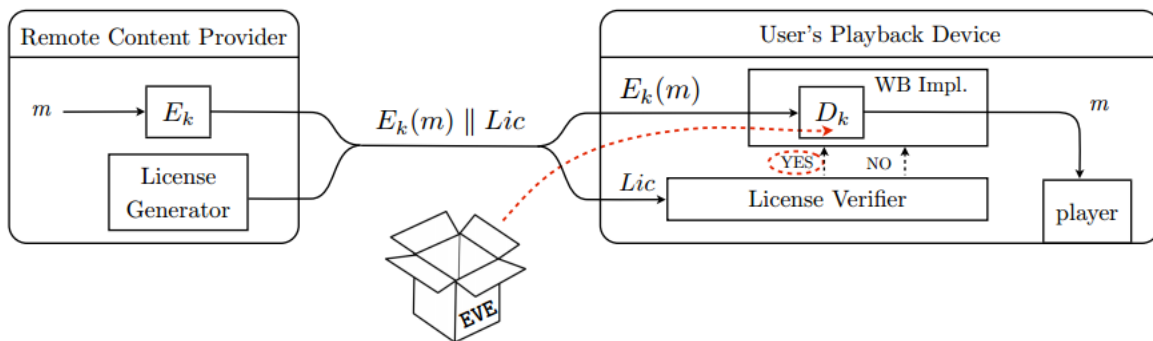 Remote Content Provider
m
E_k
License
Generator
E_k(m) ∥ Lic
EVE
User's Playback Device
E_k(m)
WB Impl.
D_k
m
YES
NO
Lic
License Verifier
player